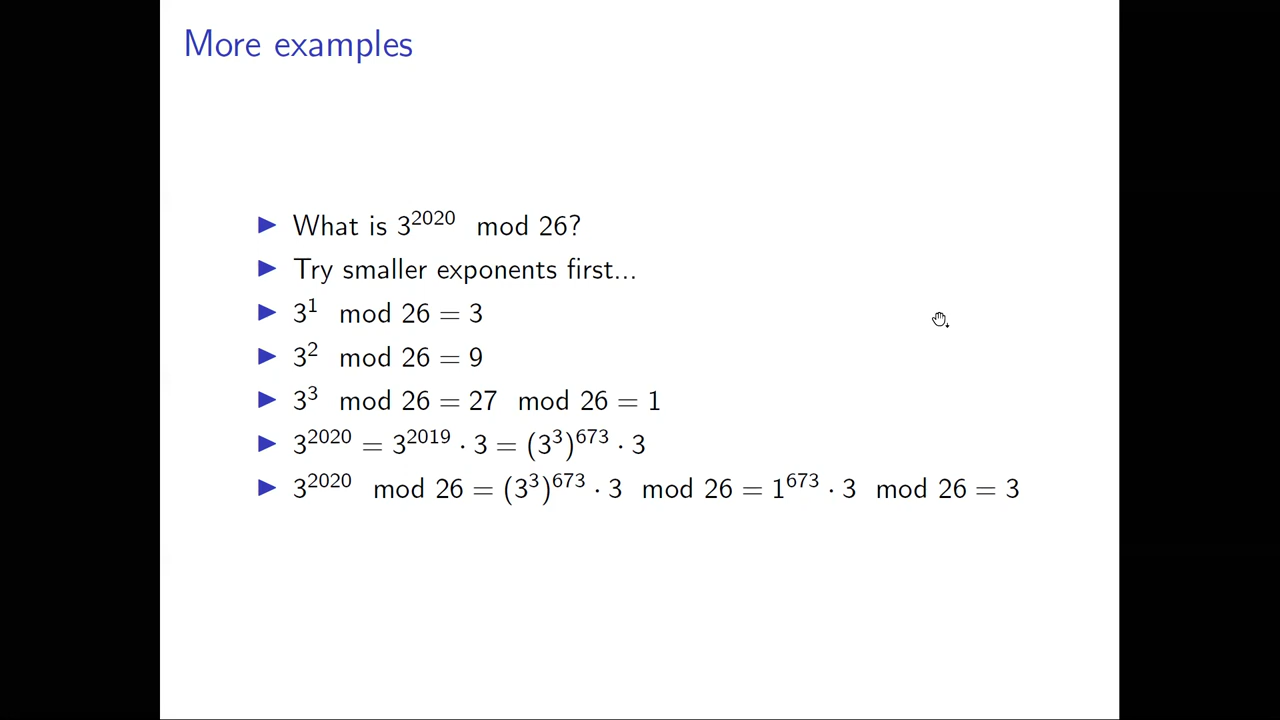 More examples
▶ What is 3^2020 mod 26?
▶ Try smaller exponents first...
▶ 3^1 mod 26 = 3
▶ 3^2 mod 26 = 9
▶ 3^3 mod 26 = 27 mod 26 = 1
▶ 3^2020 = 3^2019 · 3 = (3^3)^673 · 3
▶ 3^2020 mod 26 = (3^3)^673 · 3 mod 26 = 1^673 · 3 mod 26 = 3